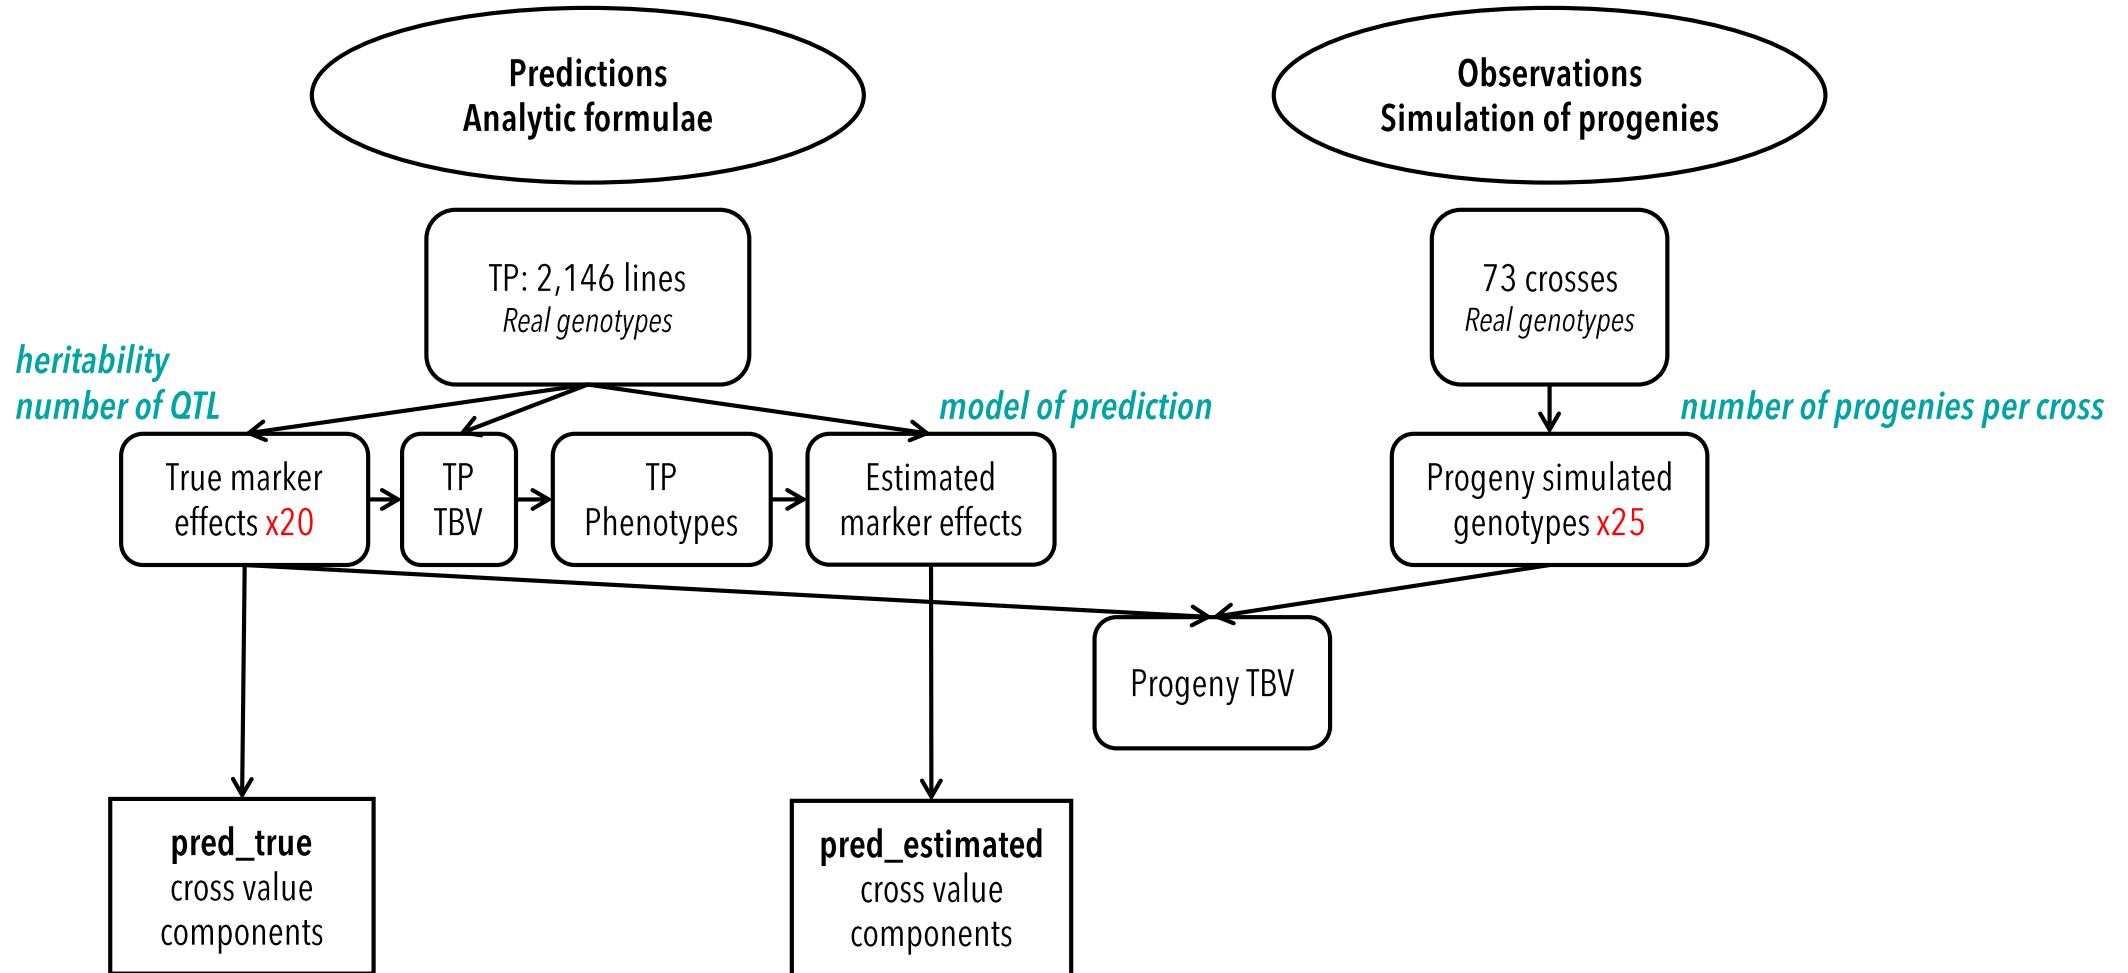 Predictions
Analytic formulae
Observations
Simulation of progenies
TP: 2,146 lines
Real genotypes
73 crosses
Real genotypes
heritability
number of QTL
model of prediction
number of progenies per cross
True marker
effects x20
TP
TBV
TP
Phenotypes
Estimated
marker effects
Progeny simulated
genotypes x25
Progeny TBV
pred_true
cross value
components
pred_estimated
cross value
components